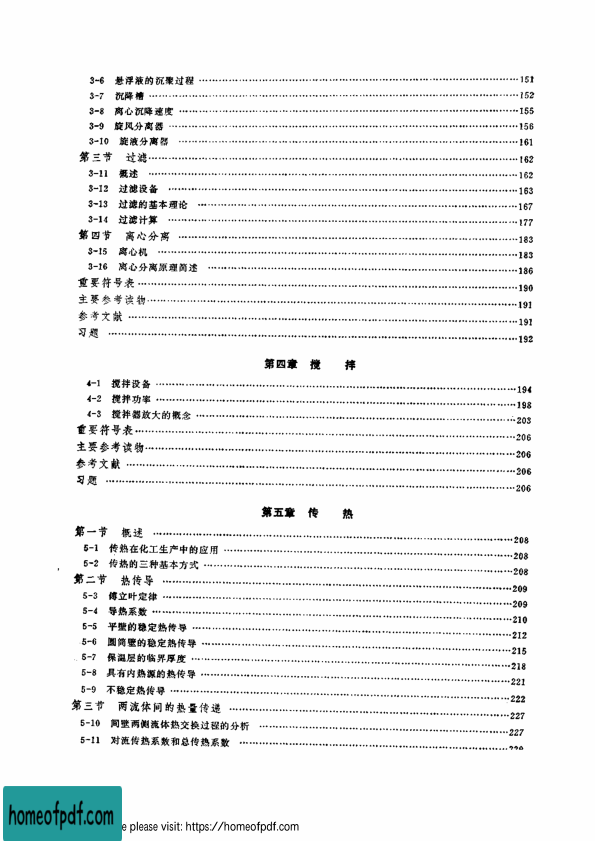 3-6 悬浮液的沉聚过程 ……………… 151
3-7 沉降槽 ……………… 152
3-8 离心沉降速度 ……………… 155
3-9 旋风分离器 ……………… 156
3-10 旋液分离器 ……………… 161
第三节 过滤 ……………… 162
3-11 概述 ……………… 162
3-12 过滤设备 ……………… 163
3-13 过滤的基本理论 ……………… 167
3-14 过滤计算 ……………… 177
第四节 离心分离 ……………… 183
3-15 离心机 ……………… 183
3-16 离心分离原理简述 ……………… 186
重要符号表 ……………… 190
主要参考读物 ……………… 191
参考文献 ……………… 191
习题 ……………… 192
第四章 搅 拌
4-1 搅拌设备 ……………… 194
4-2 搅拌功率 ……………… 198
4-3 搅拌器放大的概念 ……………… 203
重要符号表 ……………… 206
主要参考读物 ……………… 206
参考文献 ……………… 206
习题 ……………… 206
第五章 传 热
第一节 概述 ……………… 208
5-1 传热在化工生产中的应用 ……………… 208
5-2 传热的三种基本方式 ……………… 208
第二节 热传导 ……………… 209
5-3 傅立叶定律 ……………… 209
5-4 导热系数 ……………… 210
5-5 平壁的稳定热传导 ……………… 212
5-6 圆筒壁的稳定热传导 ……………… 215
5-7 保温层的临界厚度 ……………… 218
5-8 具有内热源的热传导 ……………… 221
5-9 不稳定热传导 ……………… 222
第三节 两流体间的热量传递 ……………… 227
5-10 间壁两侧流体热交换过程的分析 ……………… 227
5-11 对流传热系数和总传热系数 ………………
homeofpdf.com
e please visit: https://homeofpdf.com